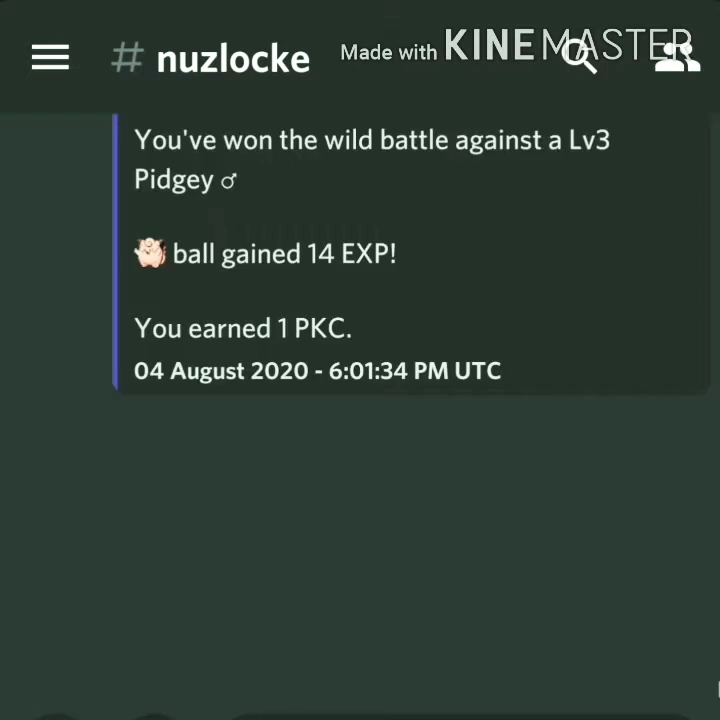 # nuzlocke
Made with KINEMASTER
You've won the wild battle against a Lv3
Pidgey ♂
ball gained 14 EXP!
You earned 1 PKC.
04 August 2020 - 6:01:34 PM UTC